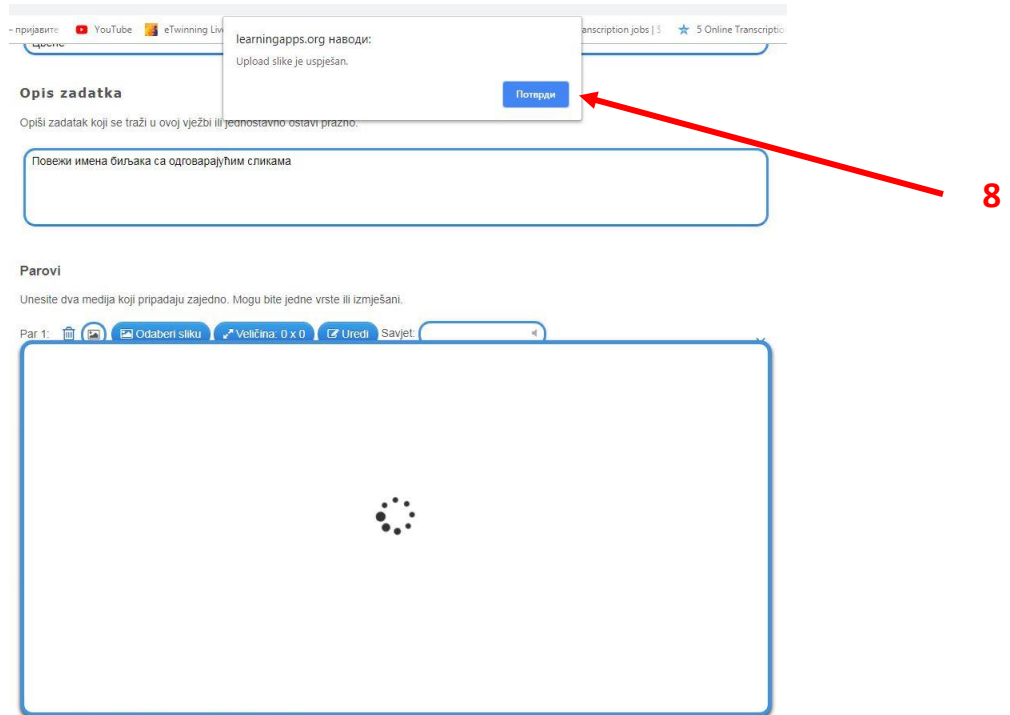 - пријавите YouTube eTwinning Liv anscription jobs | S 5 Online Transcriptio
learningapps.org наводи:
Upload slike je uspješan.
Потврди
Цвеће
Opis zadatka
Opiši zadatak koji se traži u ovoj vježbi ili jednostavno ostavi prazno.
Повежи имена биљака са одговарајућим сликама
8
Parovi
Unesite dva medija koji pripadaju zajedno. Mogu bite jedne vrste ili izmješani.
Par 1: Odaberi sliku Veličina: 0 x 0 Uredi Savjet: